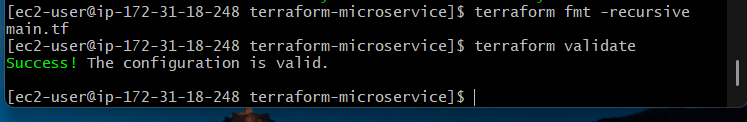 [ec2-user@ip-172-31-18-248 terraform-microservice]$ terraform fmt -recursive
main.tf
[ec2-user@ip-172-31-18-248 terraform-microservice]$ terraform validate
Success! The configuration is valid.
[ec2-user@ip-172-31-18-248 terraform-microservice]$